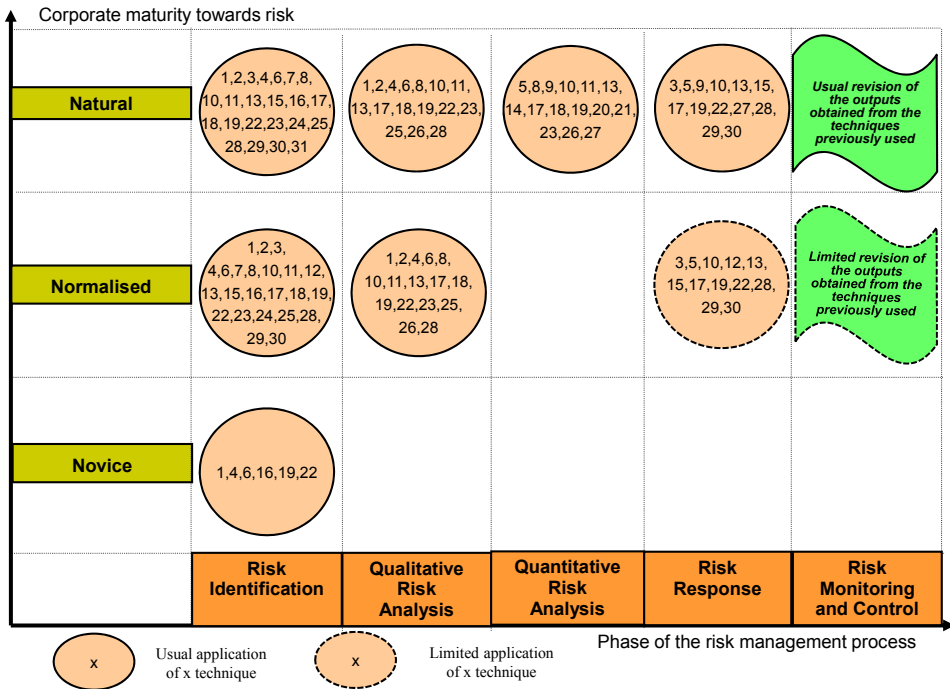 Corporate maturity towards risk
Natural
1,2,3,4,6,7,8,
10,11,13,15,16,17,
18,19,22,23,24,25,
28,29,30,31
1,2,4,6,8,10,11,
13,17,18,19,22,23,
25,26,28
5,8,9,10,11,13,
14,17,18,19,20,21,
23,26,27
3,5,9,10,13,15,
17,19,22,27,28,
29,30
Usual revision of
the outputs
obtained from the
techniques
previously used
Normalised
1,2,3,
4,6,7,8,10,11,12,
13,15,16,17,18,19,
22,23,24,25,28,
29,30
1,2,4,6,8,
10,11,13,17,18,
19,22,23,25,
26,28
3,5,10,12,13,
15,17,19,22,28,
29,30
Limited revision of
the outputs
obtained from the
techniques
previously used
Novice
1,4,6,16,19,22
Risk
Identification
Qualitative
Risk
Analysis
Quantitative
Risk
Analysis
Risk
Response
Risk
Monitoring
and Control
Phase of the risk management process
x
Usual application
of x technique
x
Limited application
of x technique